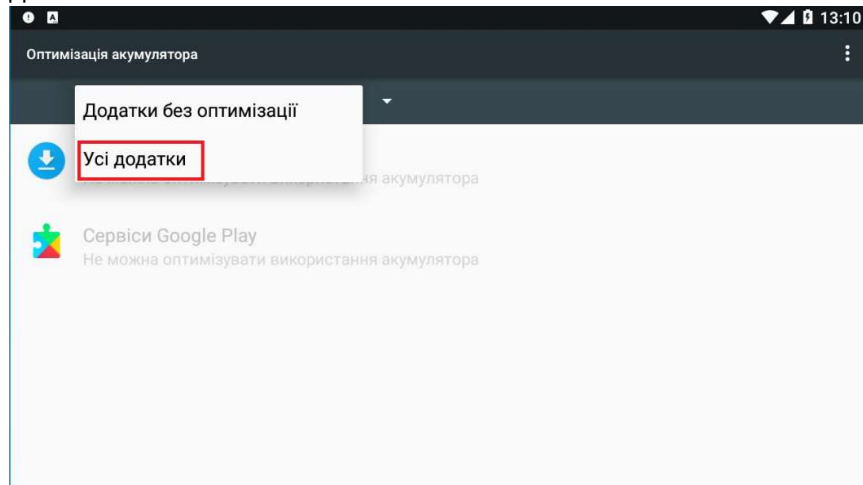 13:10
Оптимізація акумулятора
Додатки без оптимізації
Усі додатки
ня акумулятора
Сервіси Google Play
Не можна оптимізувати використання акумулятора